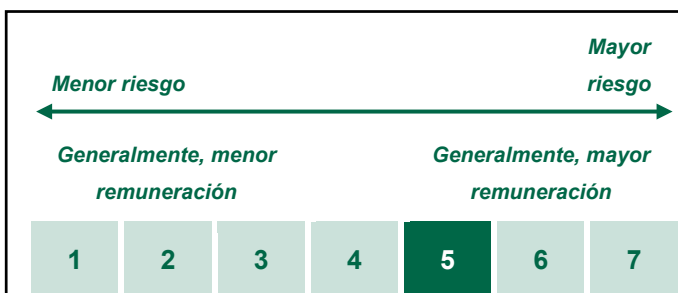 Mayor
Menor riesgo riesgo
Generalmente, menor Generalmente, mayor
remuneración remuneración
1 2 3 4 5 6 7